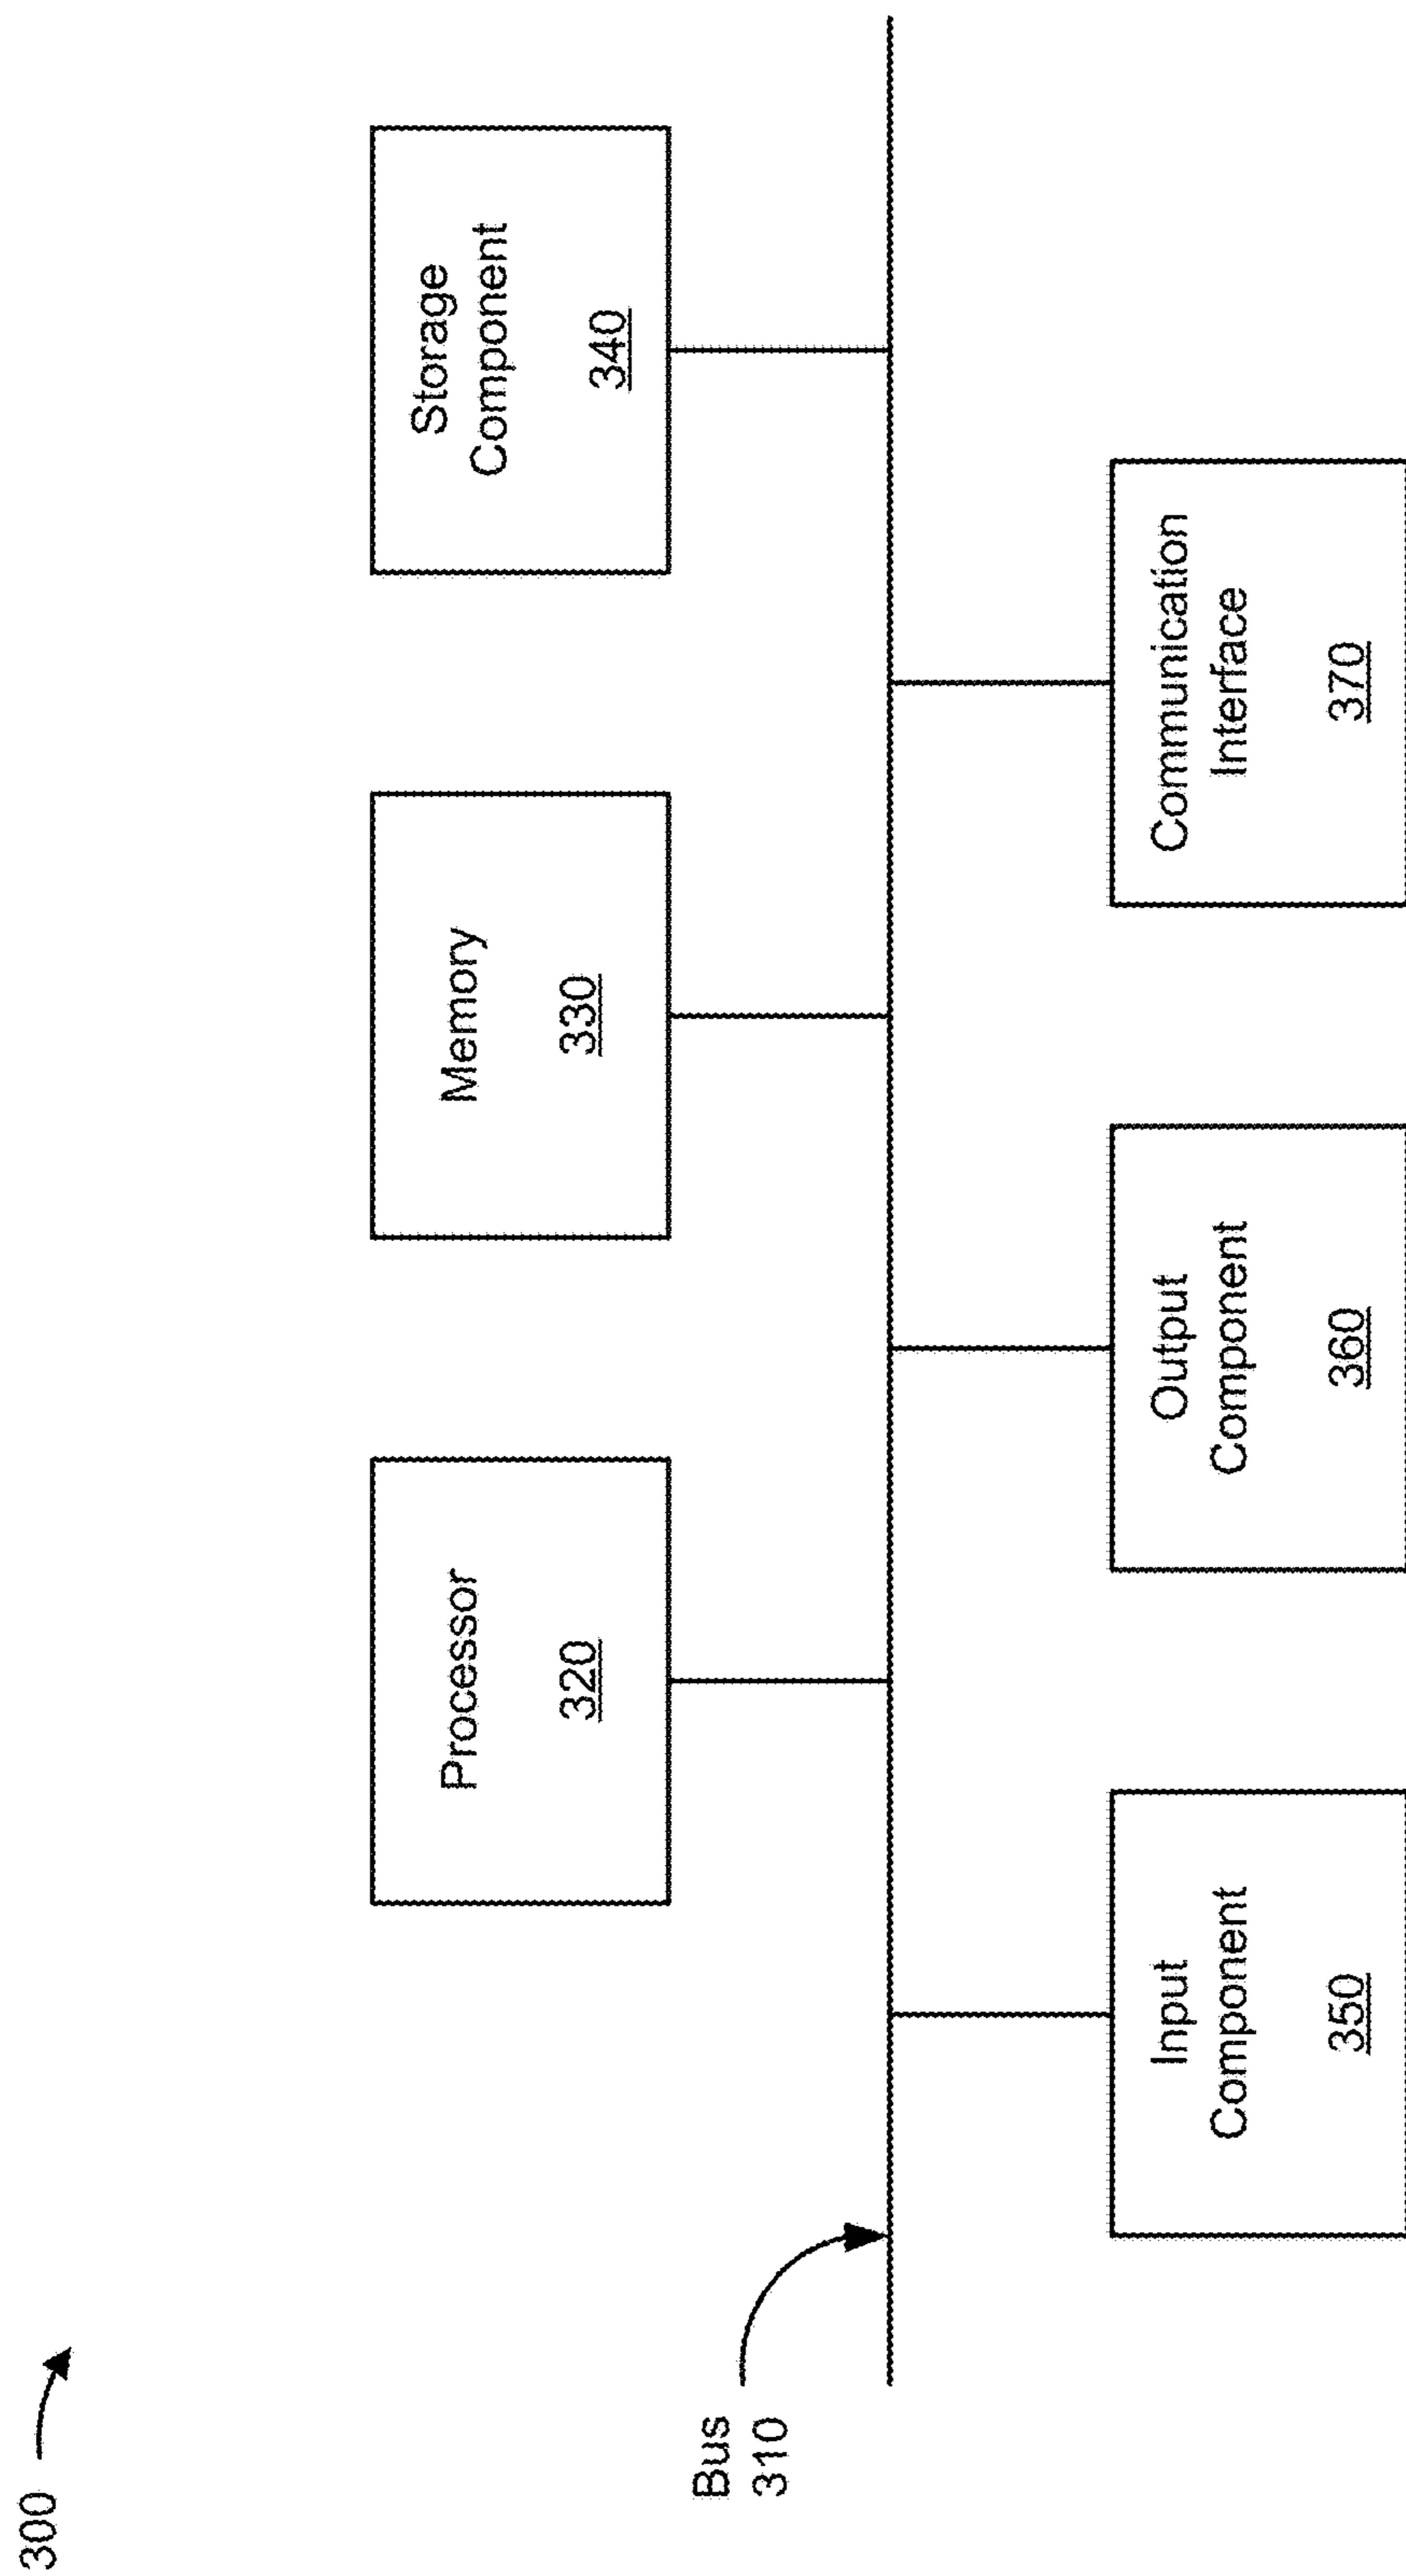 300
Bus
310
Processor
320
Memory
330
Storage
Component
340
Input
Component
350
Output
Component
360
Communication
Interface
370